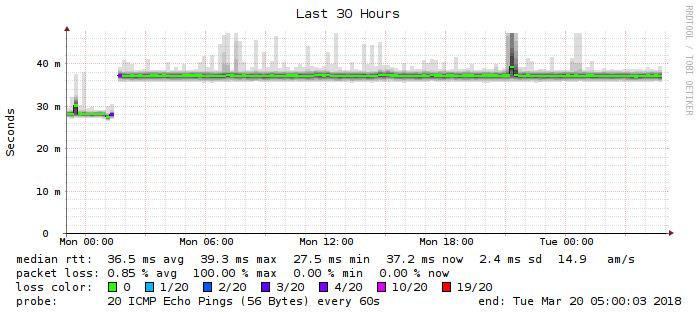 Last 30 Hours
RRDTOOL / TOBI OETIKER
Seconds
40 m
30 m
20 m
10 m
0
Mon 00:00 Mon 06:00 Mon 12:00 Mon 18:00 Tue 00:00
median rtt: 36.5 ms avg 39.3 ms max 27.5 ms min 37.2 ms now 2.4 ms sd 14.9 am/s
packet loss: 0.85 % avg 100.00 % max 0.00 % min 0.00 % now
loss color: 0 1/20 2/20 3/20 4/20 10/20 19/20
probe: 20 ICMP Echo Pings (56 Bytes) every 60s end: Tue Mar 20 05:00:03 2018